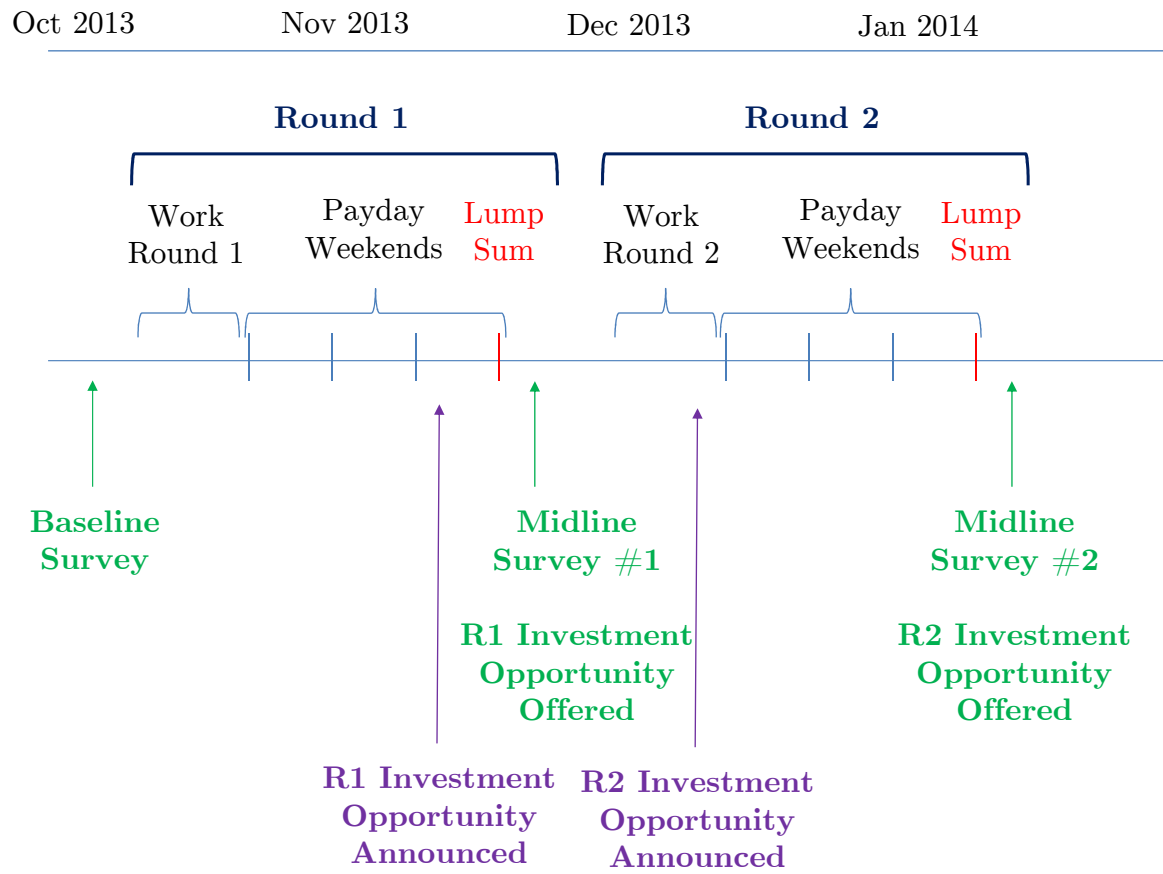 Oct 2013
Nov 2013
Dec 2013
Jan 2014
Round 1
Round 2
Work
Round 1
Payday
Weekends
Lump
Sum
Work
Round 2
Payday
Weekends
Lump
Sum
Baseline
Survey
Midline
Survey #1
R1 Investment
Opportunity
Offered
Midline
Survey #2
R2 Investment
Opportunity
Offered
R1 Investment
Opportunity
Announced
R2 Investment
Opportunity
Announced